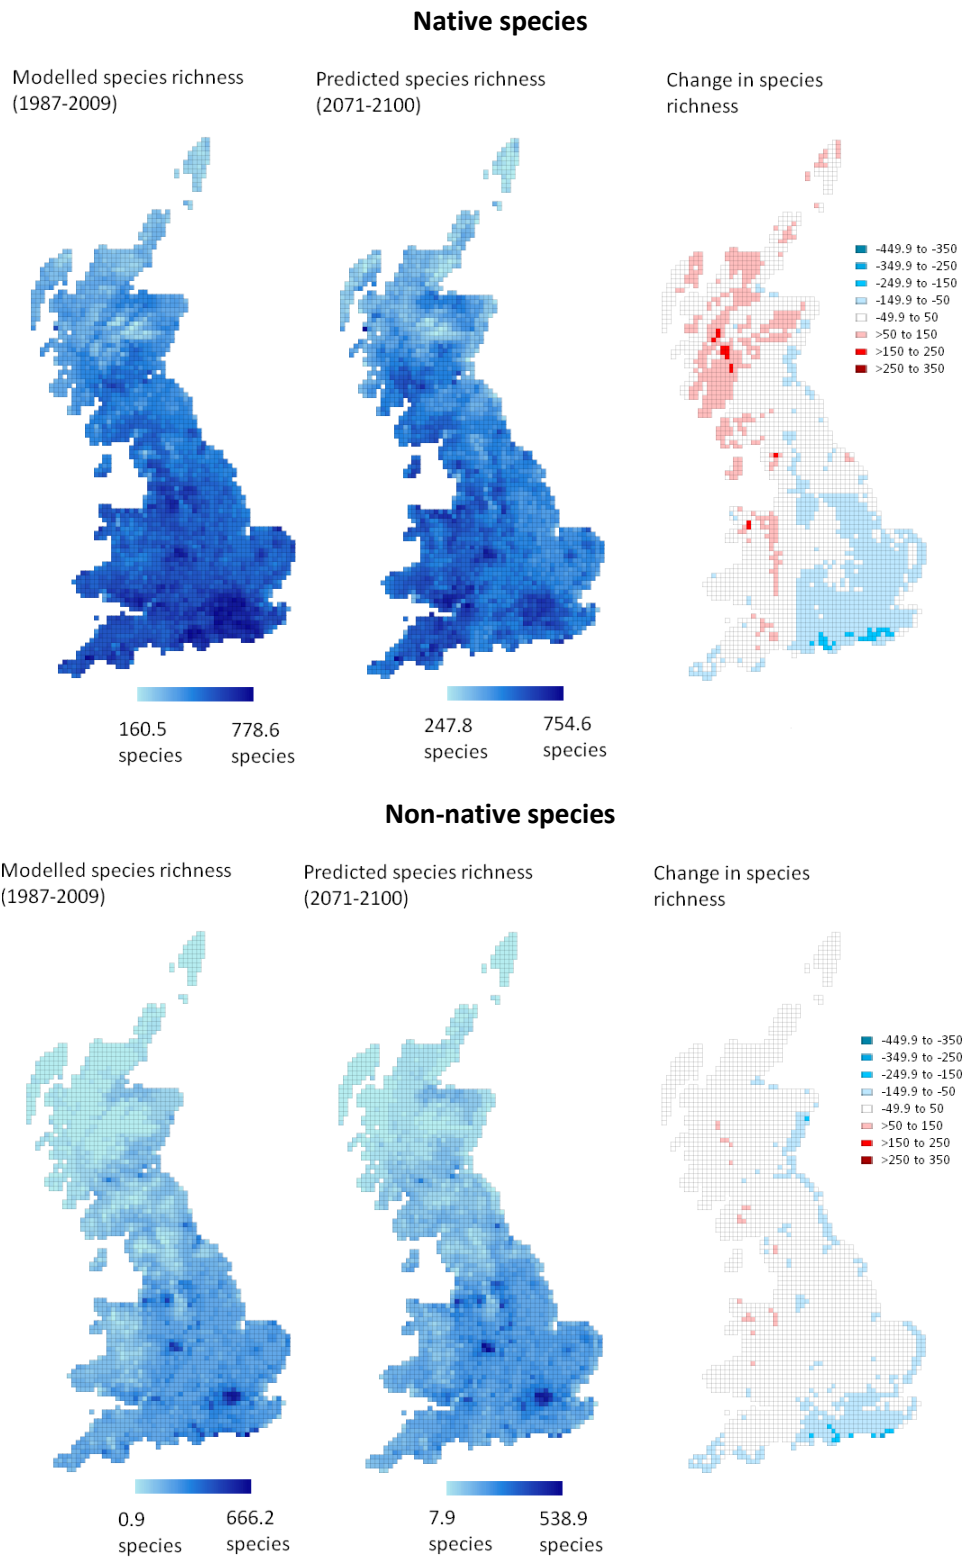 Native species
Modelled species richness
(1987-2009)
Predicted species richness
(2071-2100)
Change in species
richness
-449.9 to -350
-349.9 to -250
-249.9 to -150
-149.9 to -50
-49.9 to 50
>50 to 150
>150 to 250
>250 to 350
160.5
species
778.6
species
247.8
species
754.6
species
Non-native species
Modelled species richness
(1987-2009)
Predicted species richness
(2071-2100)
Change in species
richness
-449.9 to -350
-349.9 to -250
-249.9 to -150
-149.9 to -50
-49.9 to 50
>50 to 150
>150 to 250
>250 to 350
0.9
species
666.2
species
7.9
species
538.9
species